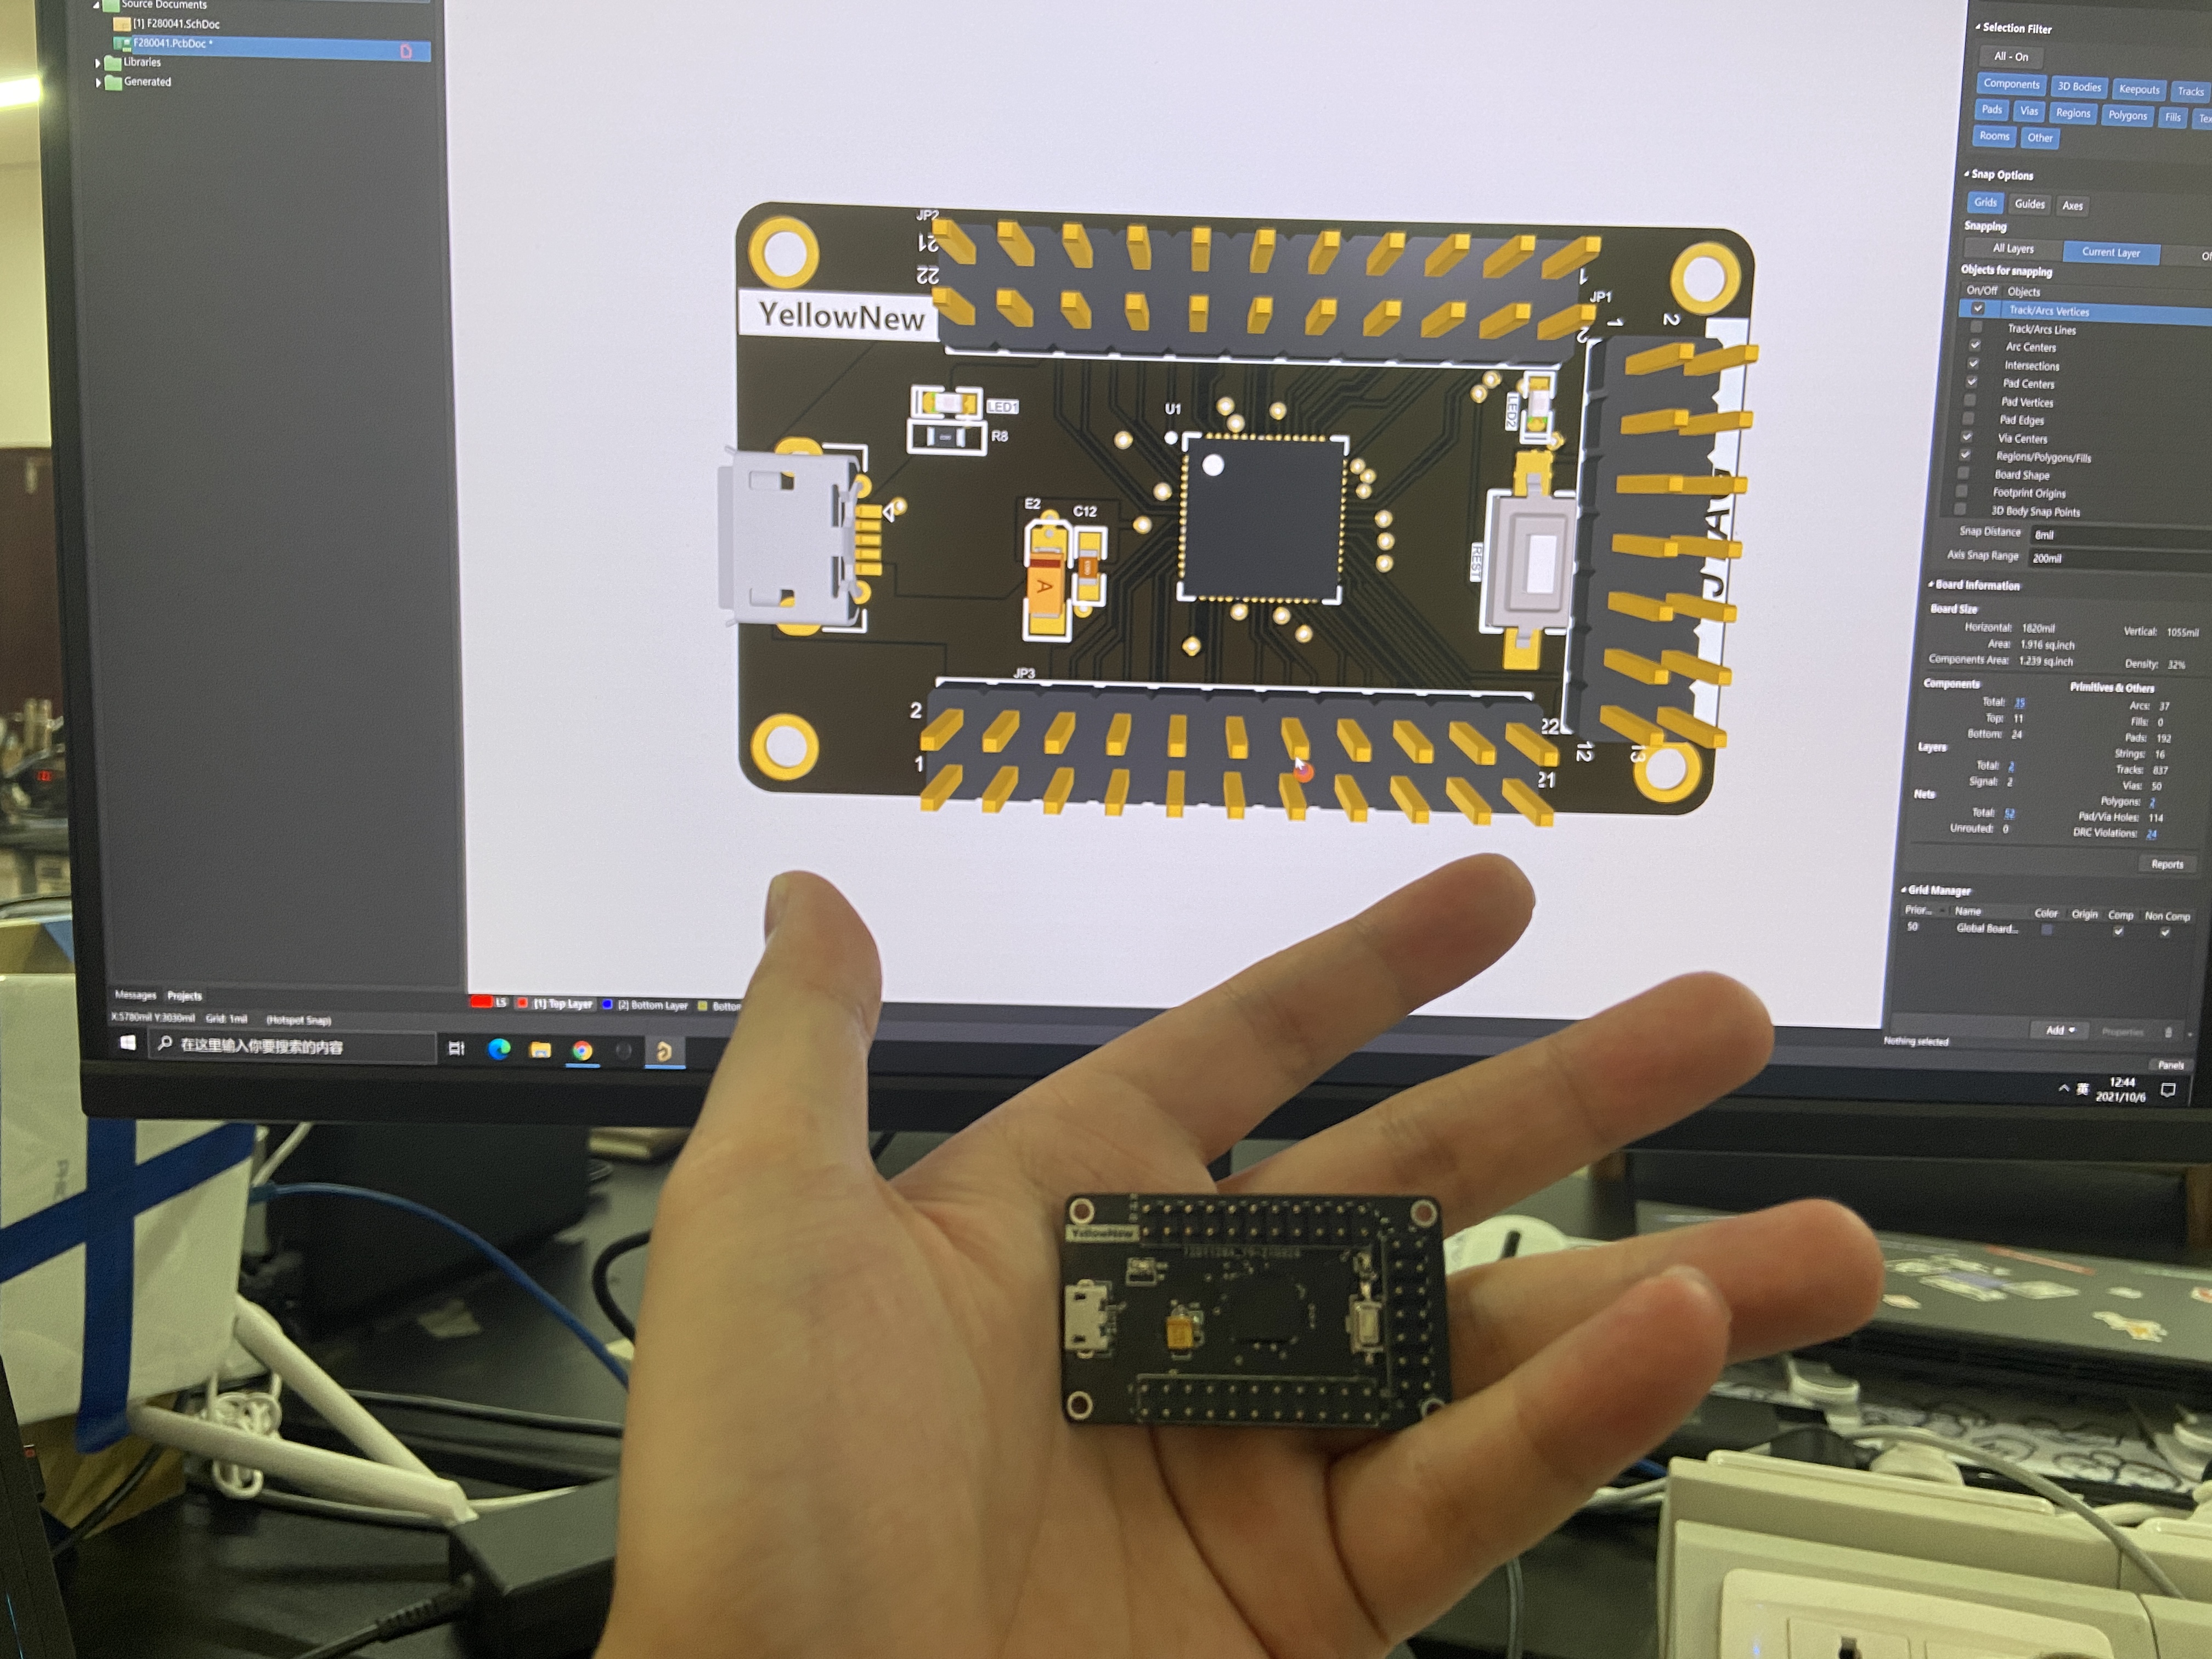 Source Documents
[1] F280041.SchDoc
F280041.PcbDoc *
Libraries
Generated
JP2
21
22
YellowNew
1
JP1
2
1
2
LED1
R8
U1
LED2
E2
C12
A
REST
JP3
2
1
22
21
12
13
Selection Filter
All - On
Components 3D Bodies Keepouts Tracks
Pads Vias Regions Polygons Fills
Rooms Other
Snap Options
Grids Guides Axes
Snapping
All Layers Current Layer
Objects for snapping
On/Off Objects
Track/Arcs Vertices
Track/Arcs Lines
Arc Centers
Intersections
Pad Centers
Pad Vertices
Pad Edges
Via Centers
Regions/Polygons/Fills
Board Shape
Footprint Origins
3D Body Snap Points
Snap Distance 8mil
Axis Snap Range 200mil
Board Information
Board Size
Horizontal: 1820mil Vertical: 1055mil
Area: 1.916 sq.inch
Components Area: 1.239 sq.inch Density: 32%
Components
Total: 35
Top: 11
Bottom: 24
Layers
Total: 2
Signal: 2
Nets
Total: 52
Unrouted: 0
Primitives & Others
Arcs: 37
Fills: 0
Pads: 192
Strings: 16
Tracks: 837
Vias: 50
Polygons: 2
Pad/Via Holes: 114
DRC Violations: 24
Reports
Grid Manager
Prior... Name Color Origin Comp Non Comp
50 Global Board...
Add Properties
Nothing selected
Panels
Messages Projects
LS [1] Top Layer [2] Bottom Layer
X:5780mil Y:3030mil Grid: 1mil (Hotspot Snap)
在这里输入你要搜索的内容
英 12:44
2021/10/6
YellowNew